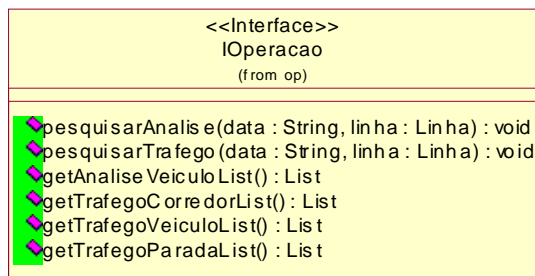 <<Interface>>
IOperacao
(from op)
pesquisarAnalise(data : String, linha : Linha) : void
pesquisarTrafego(data : String, linha : Linha) : void
getAnaliseVeiculoList() : List
getTrafegoCorredorList() : List
getTrafegoVeiculoList() : List
getTrafegoParadaList() : List